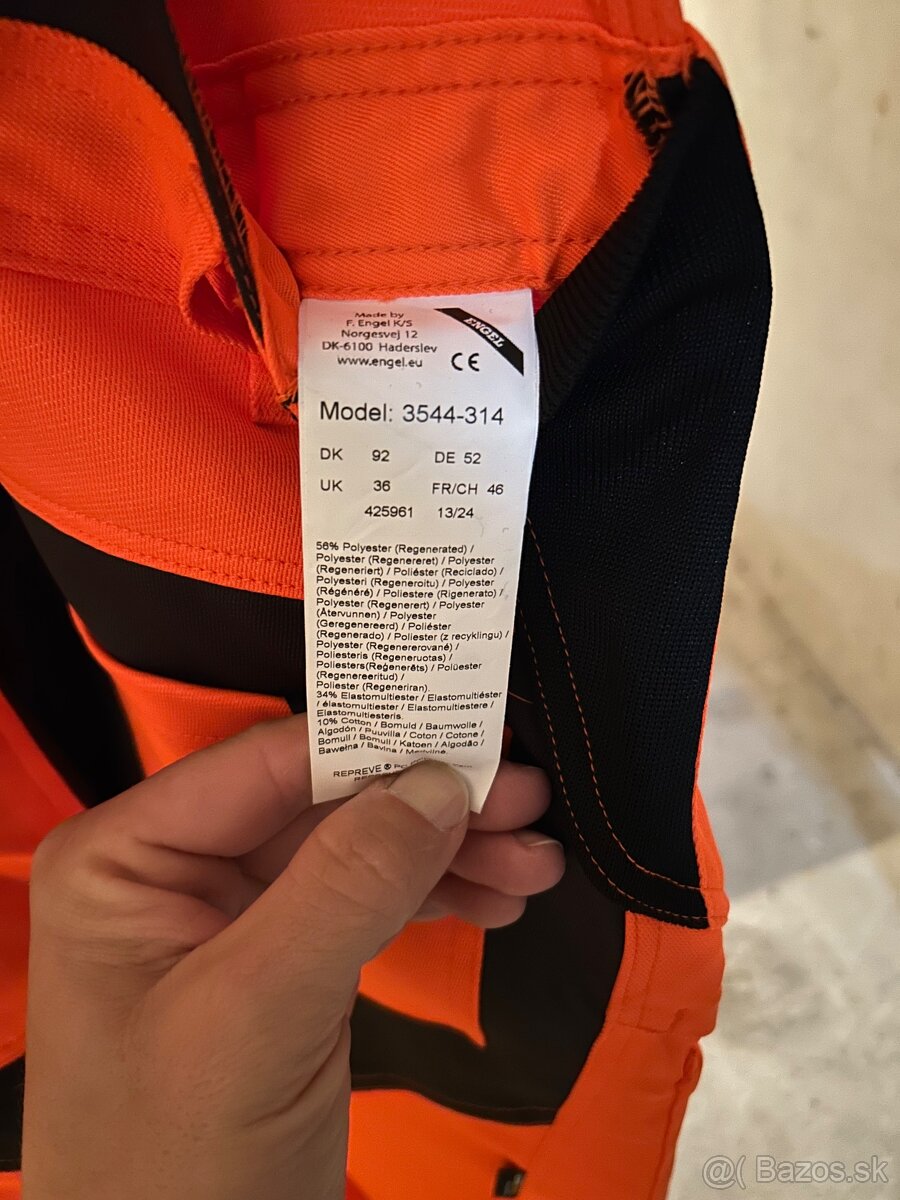 Made by
F. Engel K/S
Norgesvej 12
DK-6100 Haderslev
www.engel.eu
ENGEL
CE
Model: 3544-314
DK 92 DE 52
UK 36 FR/CH 46
425961 13/24
56% Polyester (Regenerated) /
Polyester (Regenereret) / Polyester
(Regeneriert) / Poliéster (Reciclado) /
Polyesteri (Regeneroitu) / Polyester
(Régénéré) / Poliestere (Rigenerato) /
Polyester (Regenerert) / Polyester
(Återvunnen) / Polyester
(Geregenereerd) / Poliéster
(Regenerado) / Poliester (z recyklingu) /
Polyester (Regenererované) /
Poliesteris (Regeneruotas) /
Poliesters(Reģenerēts) / Polüester
(Regenereeritud) /
Poliester (Regeneriran).
34% Elastomultiester / Elastomultiéster
/ élastomultiester / Elastomultiestere /
Elastomultiesteris.
10% Cotton / Bomuld / Baumwolle /
Algodón / Puuvilla / Coton / Cotone /
Bomull / Bomuli / Katoen / Algodão /
Bawełna / Bavlna / Medvilnė
REPREVE®
@( Bazos.sk